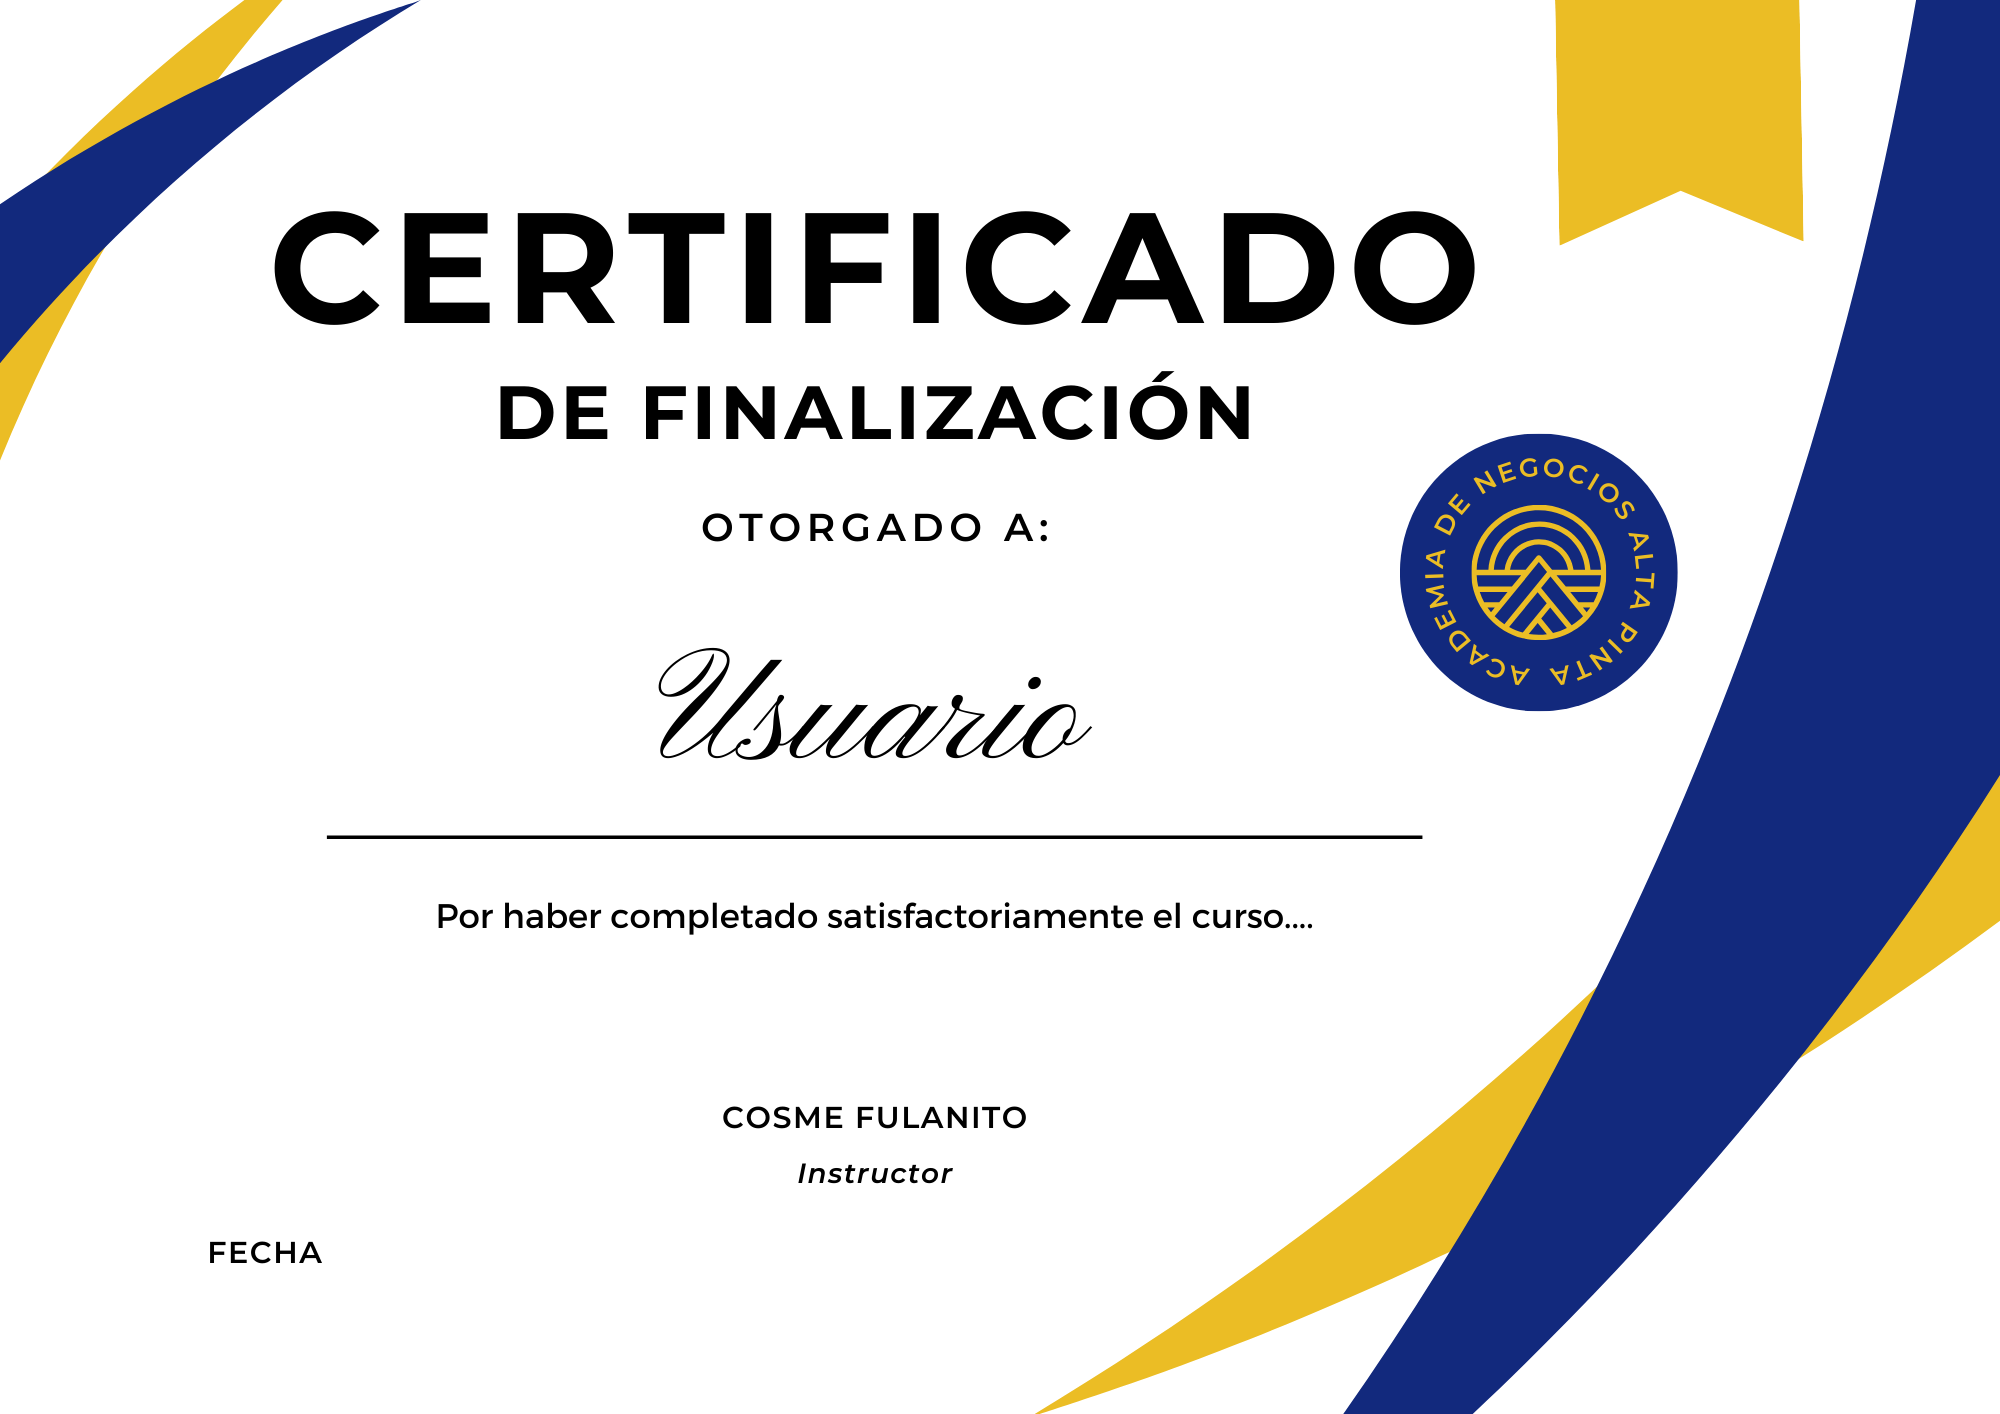 CERTIFICADO
DE FINALIZACIÓN
OTORGADO A:
ACADEMIA DE NEGOCIOS ALTA PINTA
Usuario
Por haber completado satisfactoriamente el curso....
COSME FULANITO
Instructor
FECHA